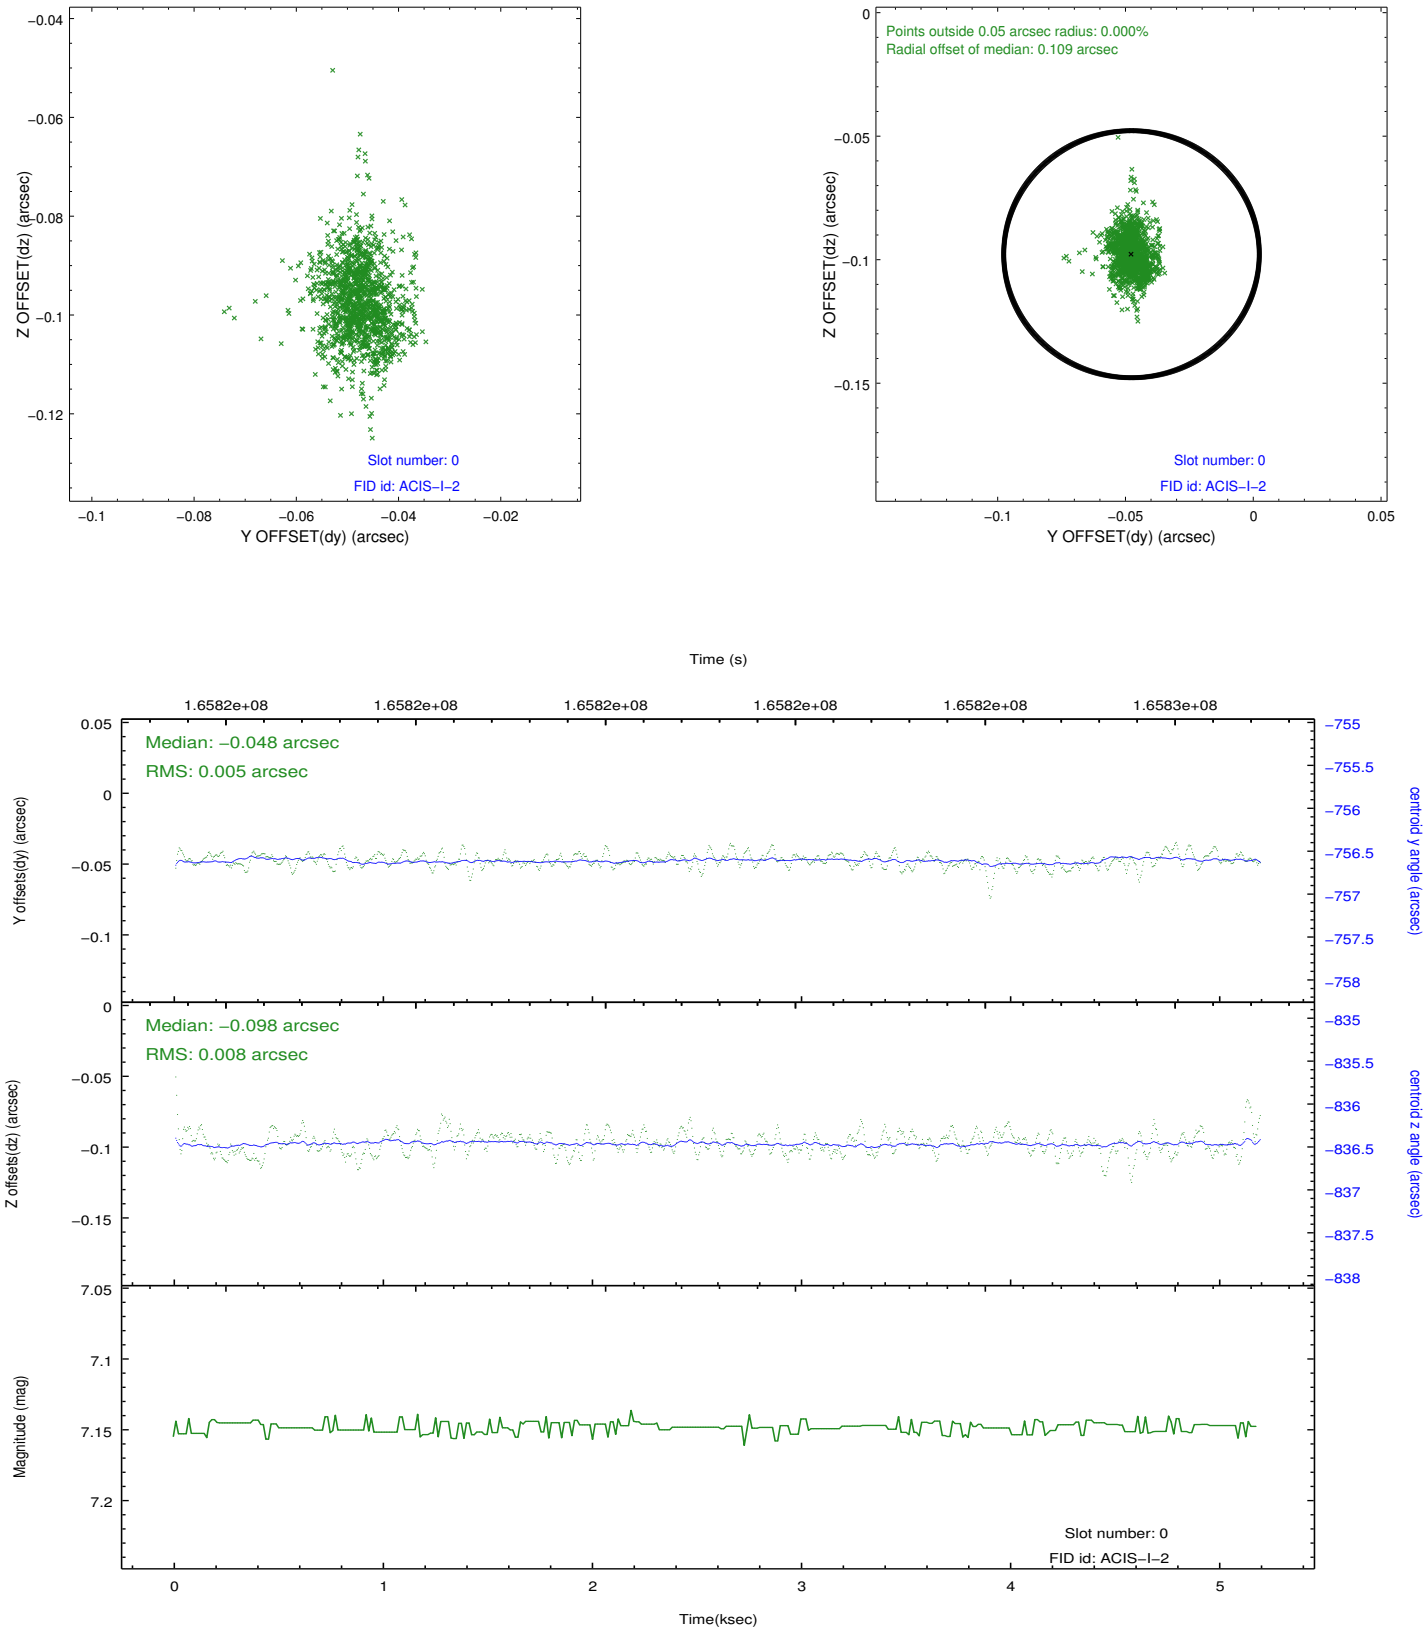 −0.04
−0.06
−0.08
−0.1
−0.12
Z OFFSET(dz) (arcsec)
Slot number: 0
FID id: ACIS−I−2
−0.1 −0.08 −0.06 −0.04 −0.02
Y OFFSET(dy) (arcsec)
Points outside 0.05 arcsec radius: 0.000%
Radial offset of median: 0.109 arcsec
0
−0.05
−0.1
−0.15
Z OFFSET(dz) (arcsec)
Slot number: 0
FID id: ACIS−I−2
−0.1 −0.05 0 0.05
Y OFFSET(dy) (arcsec)
Time (s)
1.6582e+08 1.6582e+08 1.6582e+08 1.6582e+08 1.6582e+08 1.6583e+08
Median: −0.048 arcsec
RMS: 0.005 arcsec
0.05
0
−0.05
−0.1
Y offsets(dy) (arcsec)
−755
−755.5
−756
−756.5
−757
−757.5
−758
centroid y angle (arcsec)
Median: −0.098 arcsec
RMS: 0.008 arcsec
0
−0.05
−0.1
−0.15
Z offsets(dz) (arcsec)
−835
−835.5
−836
−836.5
−837
−837.5
−838
centroid z angle (arcsec)
7.05
7.1
7.15
7.2
Magnitude (mag)
Slot number: 0
FID id: ACIS−I−2
0 1 2 3 4 5
Time(ksec)